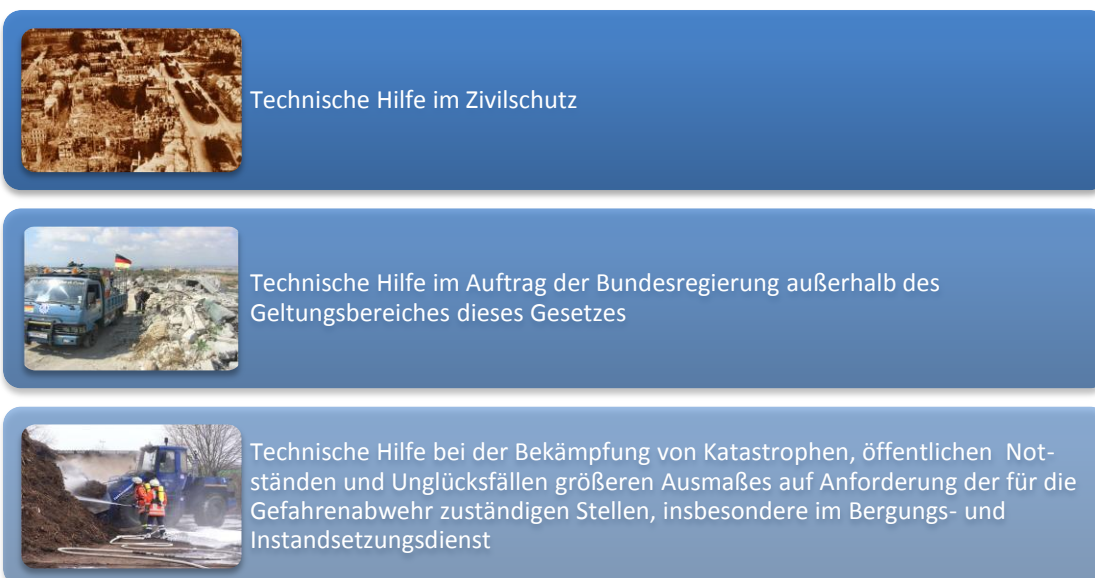 Technische Hilfe im Zivilschutz
Technische Hilfe im Auftrag der Bundesregierung außerhalb des
Geltungsbereiches dieses Gesetzes
Technische Hilfe bei der Bekämpfung von Katastrophen, öffentlichen Not-
ständen und Unglücksfällen größeren Ausmaßes auf Anforderung der für die
Gefahrenabwehr zuständigen Stellen, insbesondere im Bergungs- und
Instandsetzungsdienst